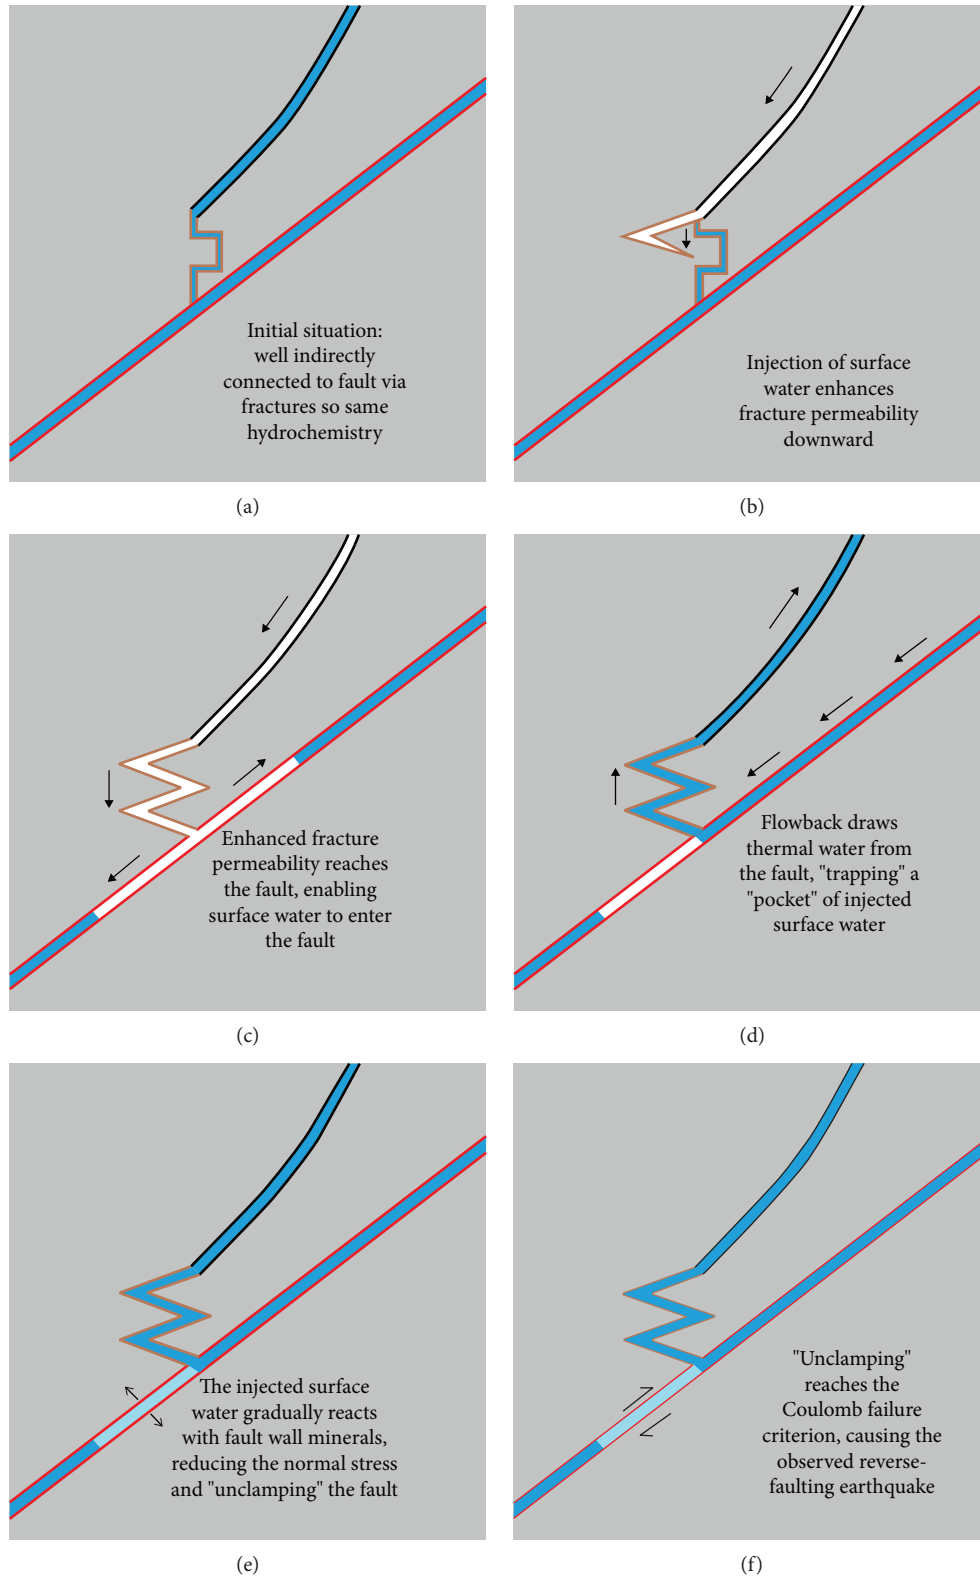 Initial situation:
well indirectly
connected to fault via
fractures so same
hydrochemistry
(a)
Injection of surface
water enhances
fracture permeability
downward
(b)
Enhanced fracture
permeability reaches
the fault, enabling
surface water to enter
the fault
(c)
Flowback draws
thermal water from
the fault, "trapping" a
"pocket" of injected
surface water
(d)
The injected surface
water gradually reacts
with fault wall minerals,
reducing the normal stress
and "unclamping" the fault
(e)
"Unclamping"
reaches the
Coulomb failure
criterion, causing the
observed reverse-
faulting earthquake
(f)